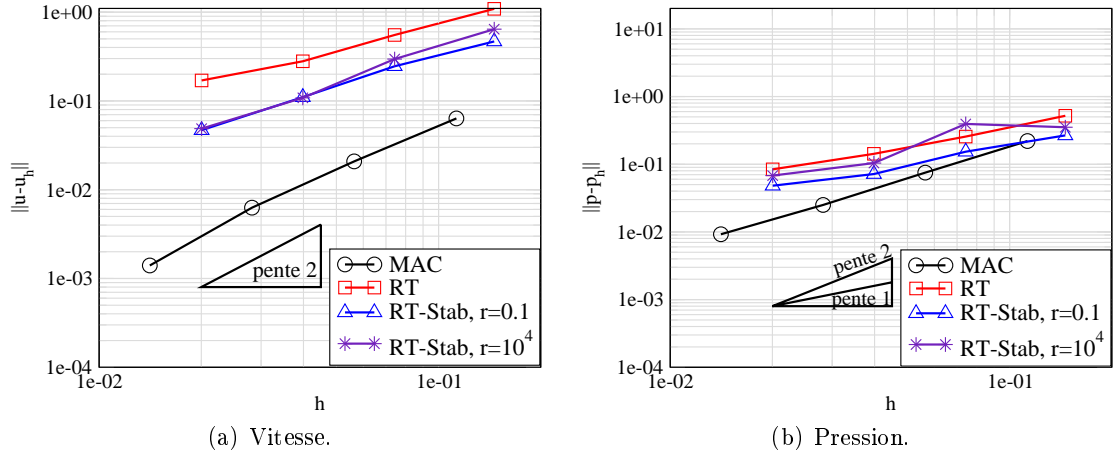 1e+00
1e-01
1e-02
1e-03
1e-04
||u-u_h||
pente 2
MAC
RT
RT-Stab, r=0.1
RT-Stab, r=10^4
1e-02
1e-01
h
(a) Vitesse.
1e+01
1e+00
1e-01
1e-02
1e-03
1e-04
||p-p_h||
pente 2
pente 1
MAC
RT
RT-Stab, r=0.1
RT-Stab, r=10^4
1e-02
1e-01
h
(b) Pression.